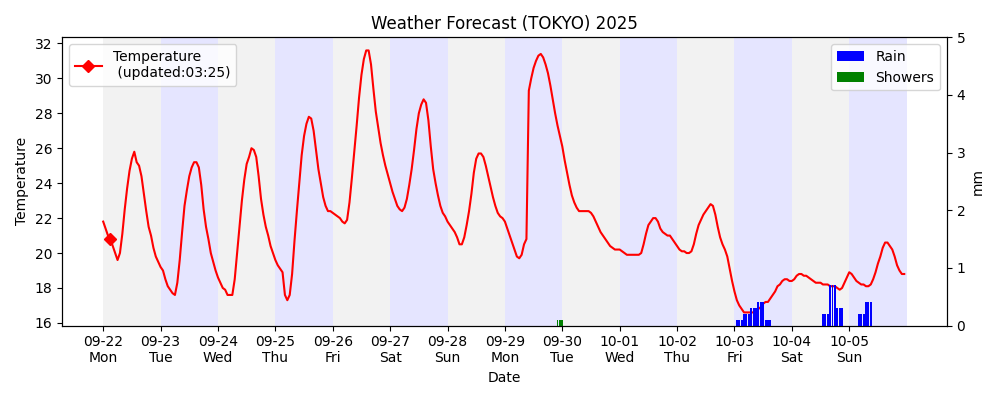 Weather Forecast (TOKYO) 2025
Temperature
(updated:03:25)
Rain
Showers
Temperature
32
30
28
26
24
22
20
18
16
5
4
3
2
1
0
mm
09-22 09-23 09-24 09-25 09-26 09-27 09-28 09-29 09-30 10-01 10-02 10-03 10-04 10-05
Mon Tue Wed Thu Fri Sat Sun Mon Tue Wed Thu Fri Sat Sun
Date